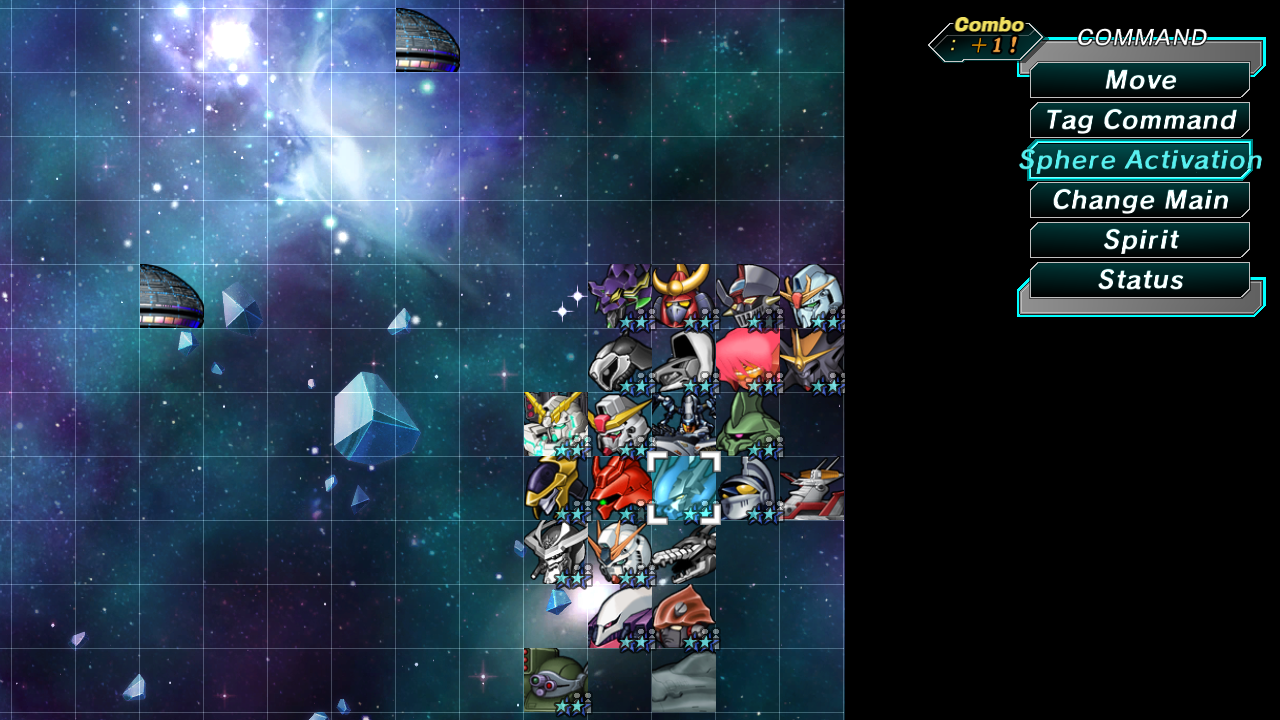 Combo
: +1!
COMMAND
Move
Tag Command
Sphere Activation
Change Main
Spirit
Status